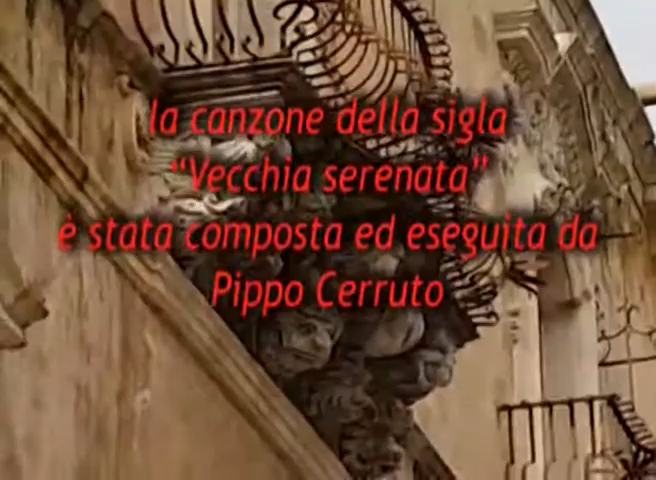 la canzone della sigla
“Vecchia serenata”
è stata composta ed eseguita da
Pippo Cerruto